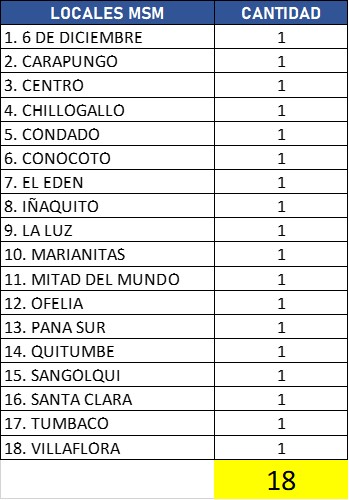 LOCALES MSM CANTIDAD
1. 6 DE DICIEMBRE 1
2. CARAPUNGO 1
3. CENTRO 1
4. CHILLOGALLO 1
5. CONDADO 1
6. CONOCOTO 1
7. EL EDEN 1
8. IÑAQUITO 1
9. LA LUZ 1
10. MARIANITAS 1
11. MITAD DEL MUNDO 1
12. OFELIA 1
13. PANA SUR 1
14. QUITUMBE 1
15. SANGOLQUI 1
16. SANTA CLARA 1
17. TUMBACO 1
18. VILLAFLORA 1
18